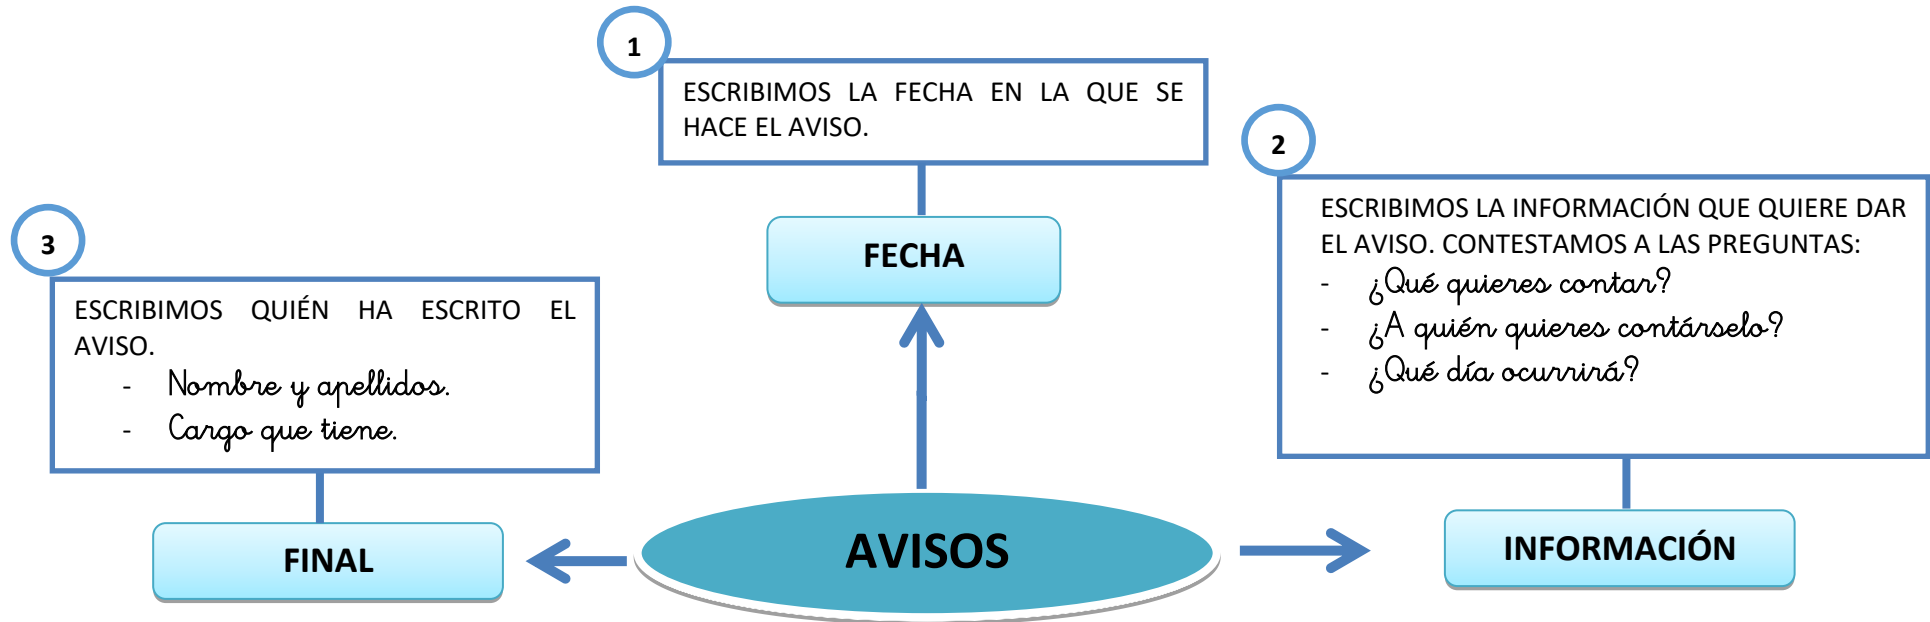 1
ESCRIBIMOS LA FECHA EN LA QUE SE
HACE EL AVISO.
FECHA
2
ESCRIBIMOS LA INFORMACIÓN QUE QUIERE DAR
EL AVISO. CONTESTAMOS A LAS PREGUNTAS:
- ¿Qué quieres contar?
- ¿A quién quieres contárselo?
- ¿Qué día ocurrirá?
INFORMACIÓN
3
ESCRIBIMOS QUIÉN HA ESCRITO EL
AVISO.
- Nombre y apellidos.
- Cargo que tiene.
FINAL
AVISOS